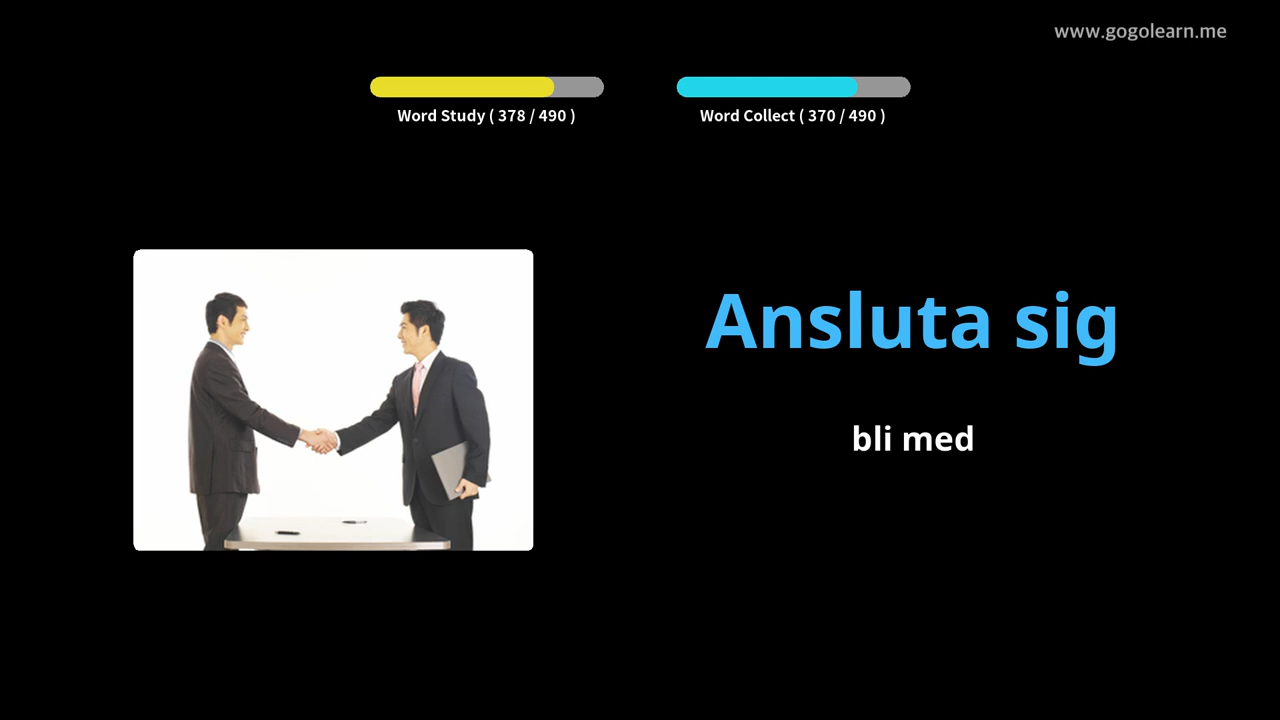 www.gogolearn.me
Word Study ( 378 / 490 )
Word Collect ( 370 / 490 )
Ansluta sig
bli med